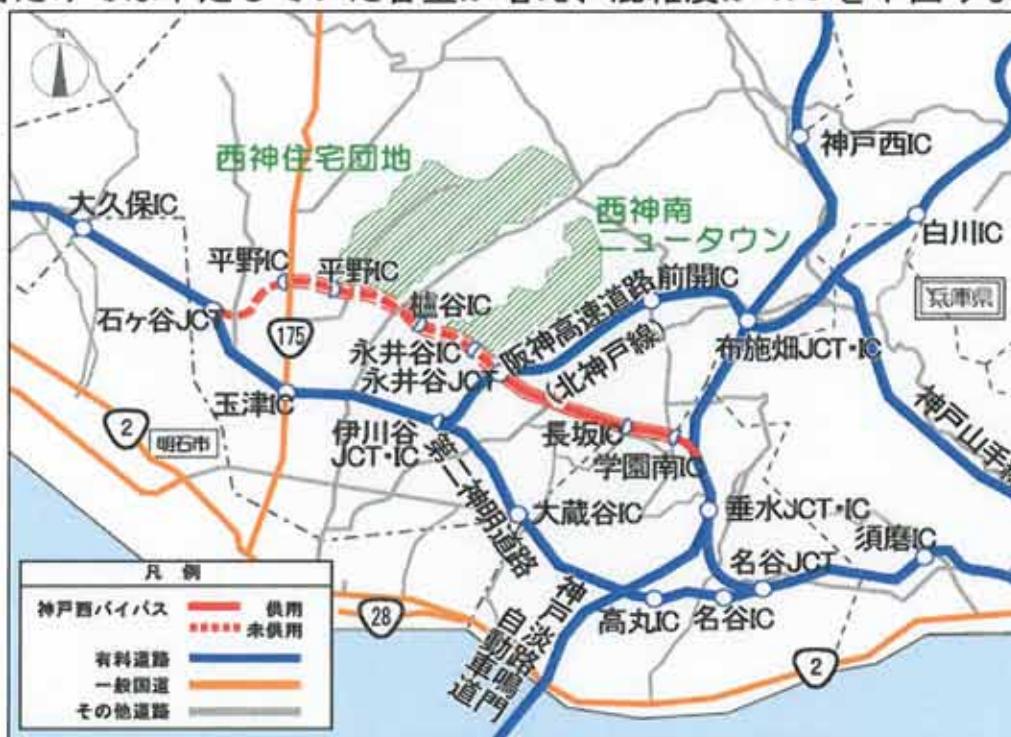 N
神戸西IC
西神住宅団地
大久保IC
西神南
ニュータウン
白川IC
平野IC
平野IC
前開IC
兵庫県
櫨谷IC
石ヶ谷JCT
175
阪神高速道路
(北神戸線)
布施畑JCT・IC
永井谷IC
永井谷JCT
玉津IC
2
明石市
伊川谷
JCT・IC
長坂IC
学園南IC
神戸山手線
第二神明道路
大蔵谷IC
垂水JCT・IC
須磨IC
名谷JCT
凡 例
神戸西バイパス
供用
未供用
有料道路
一般国道
その他道路
28
神戸淡路鳴門
自動車道
高丸IC
名谷IC
2